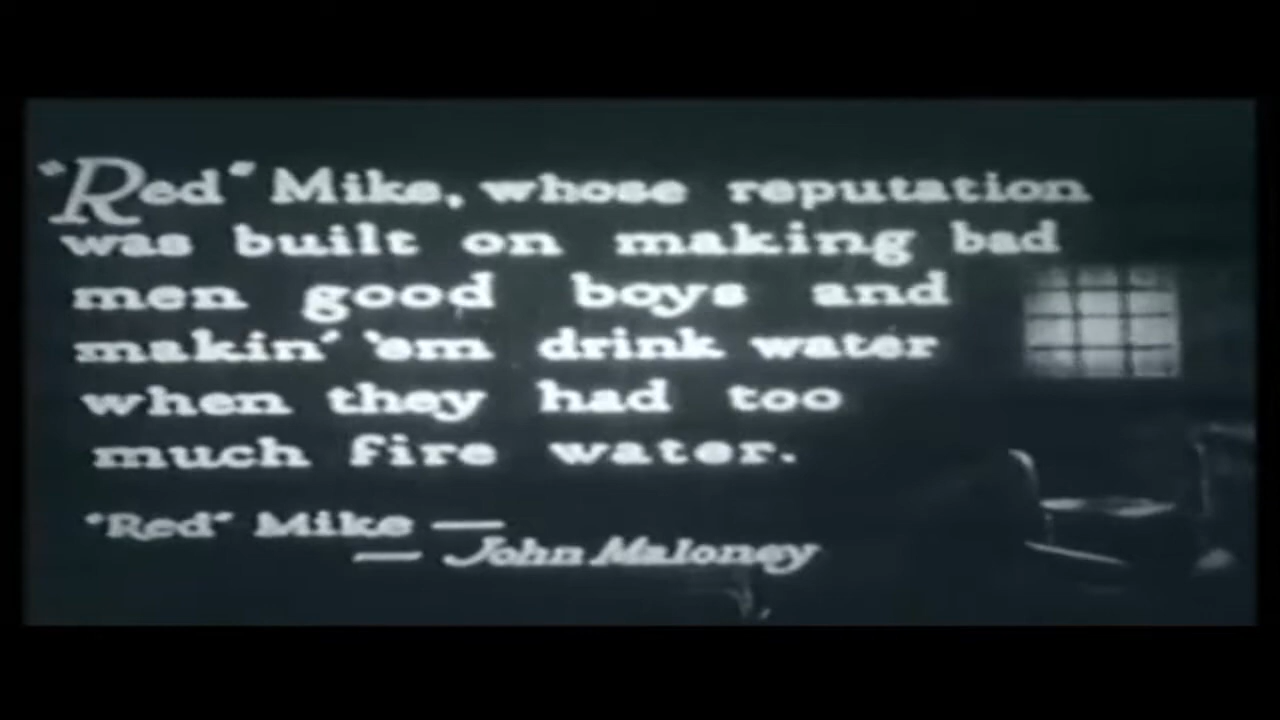 "Red" Mike, whose reputation
was built on making bad
men good boys and
makin' 'em drink water
when they had too
much fire water.
"Red" Mike —
— John Maloney